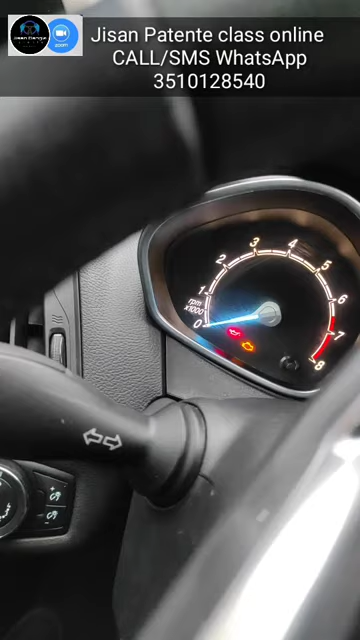 Jisan Patente class online
CALL/SMS WhatsApp
3510128540
zoom
3
4
2
5
1
6
rpm
x1000
0
7
8
+
-